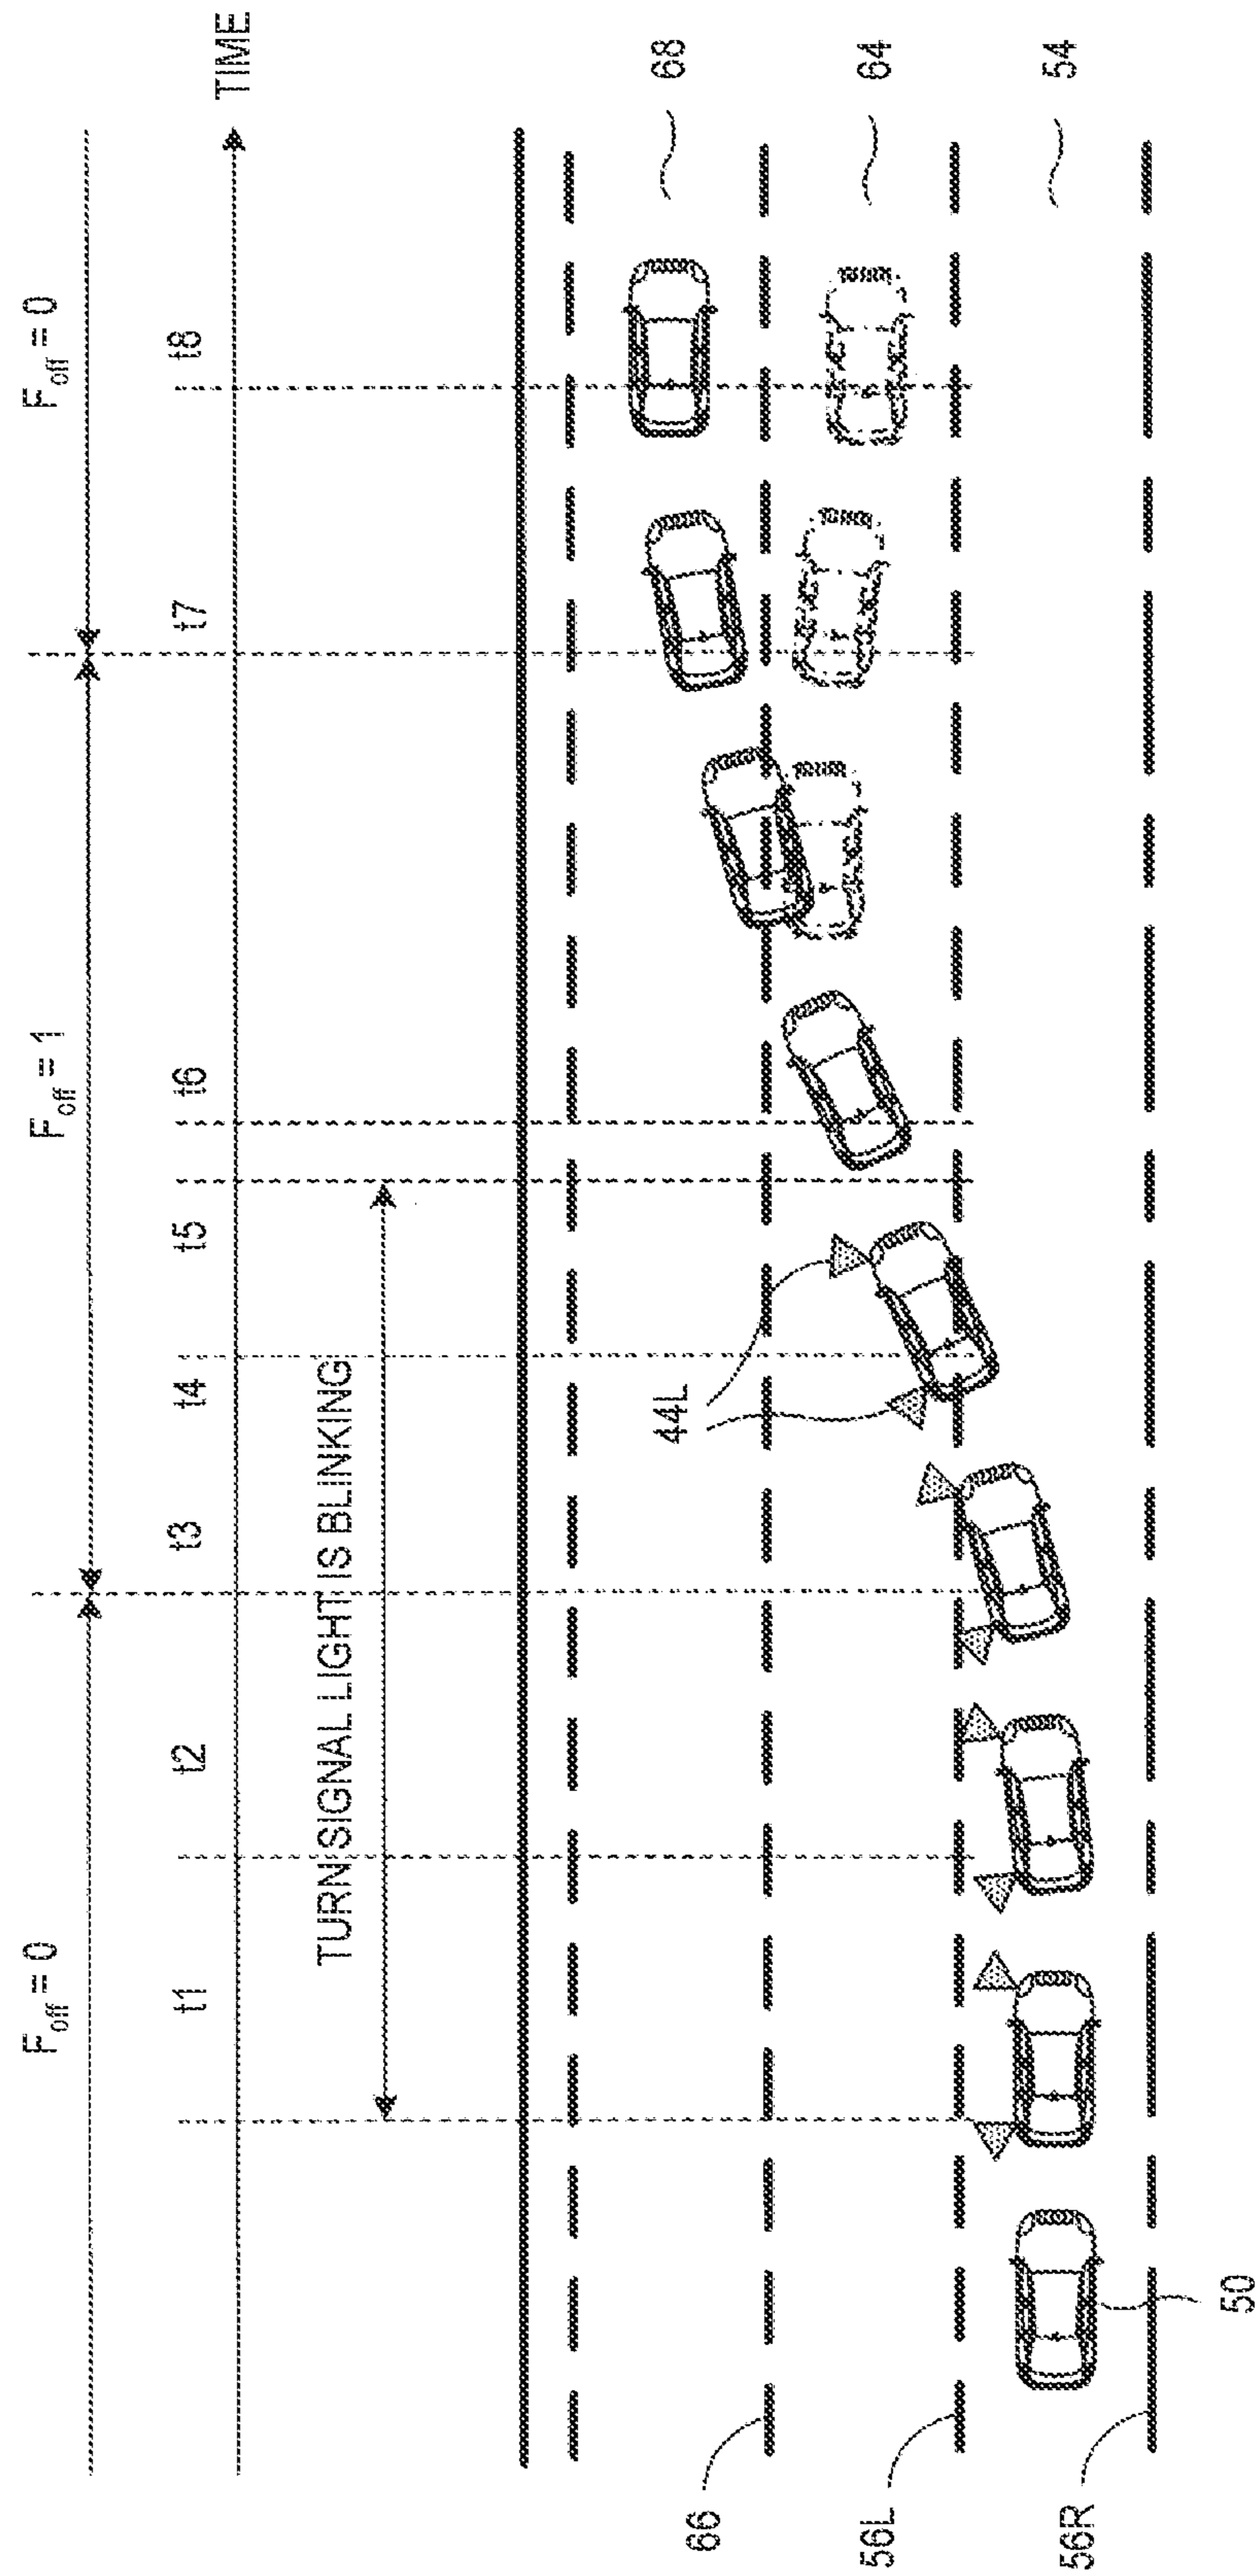 F_off = 0
F_off = 1
F_off = 0
TIME
t1
t2
t3
t4
t5
t6
t7
t8
TURN SIGNAL LIGHT IS BLINKING
44L
68
64
54
66
56L
56R
50